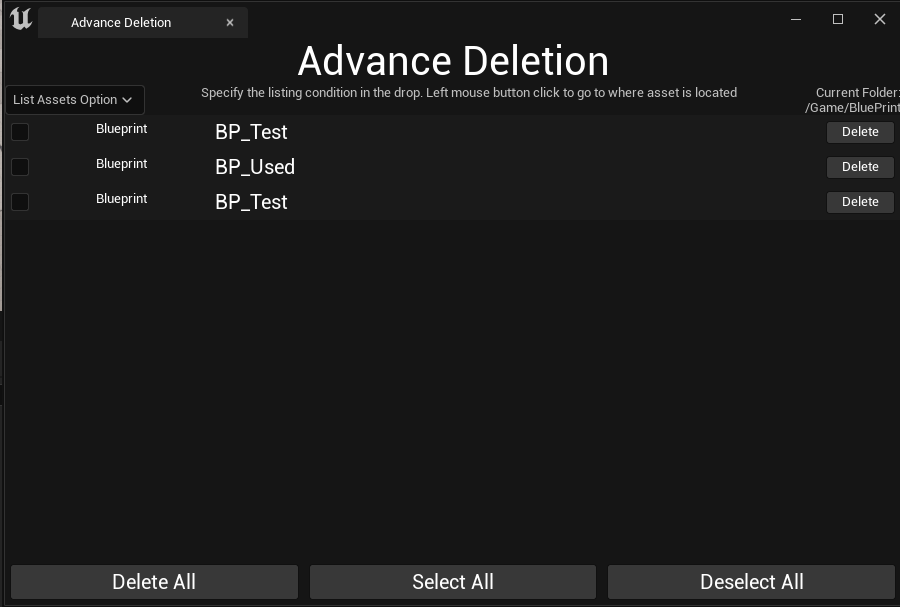 Advance Deletion
Advance Deletion
Specify the listing condition in the drop. Left mouse button click to go to where asset is located
Current Folder:
/Game/BluePrint
List Assets Option
Blueprint BP_Test Delete
Blueprint BP_Used Delete
Blueprint BP_Test Delete
Delete All Select All Deselect All